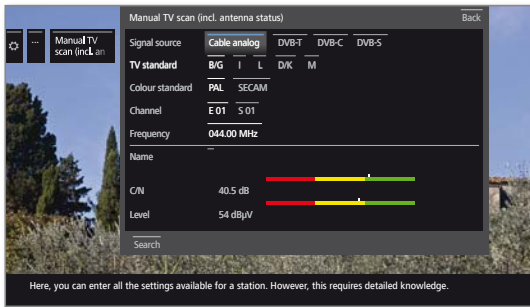 Manual TV scan (incl. antenna status) Back
... Manual TV
scan (incl. an
Signal source Cable analog DVB-T DVB-C DVB-S
TV standard B/G I L D/K M
Colour standard PAL SECAM
Channel E 01 S 01
Frequency 044.00 MHz
Name _
C/N 40.5 dB
Level 54 dBµV
Search
Here, you can enter all the settings available for a station. However, this requires detailed knowledge.